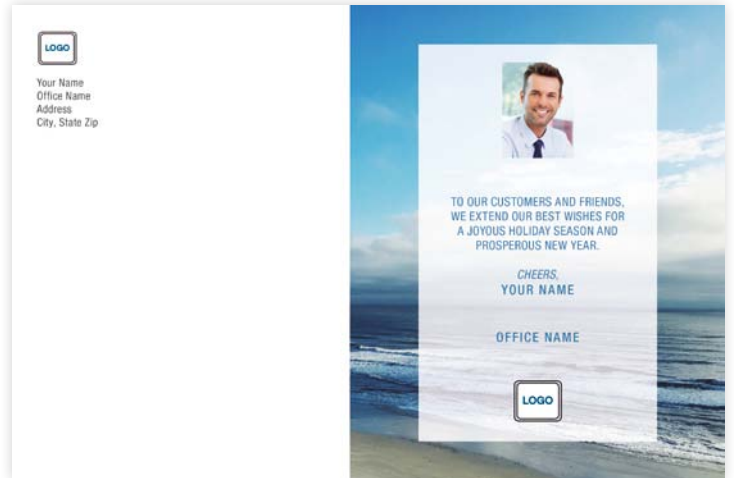 LOGO
Your Name
Office Name
Address
City, State Zip
TO OUR CUSTOMERS AND FRIENDS,
WE EXTEND OUR BEST WISHES FOR
A JOYOUS HOLIDAY SEASON AND
PROSPEROUS NEW YEAR.
CHEERS,
YOUR NAME
OFFICE NAME
LOGO